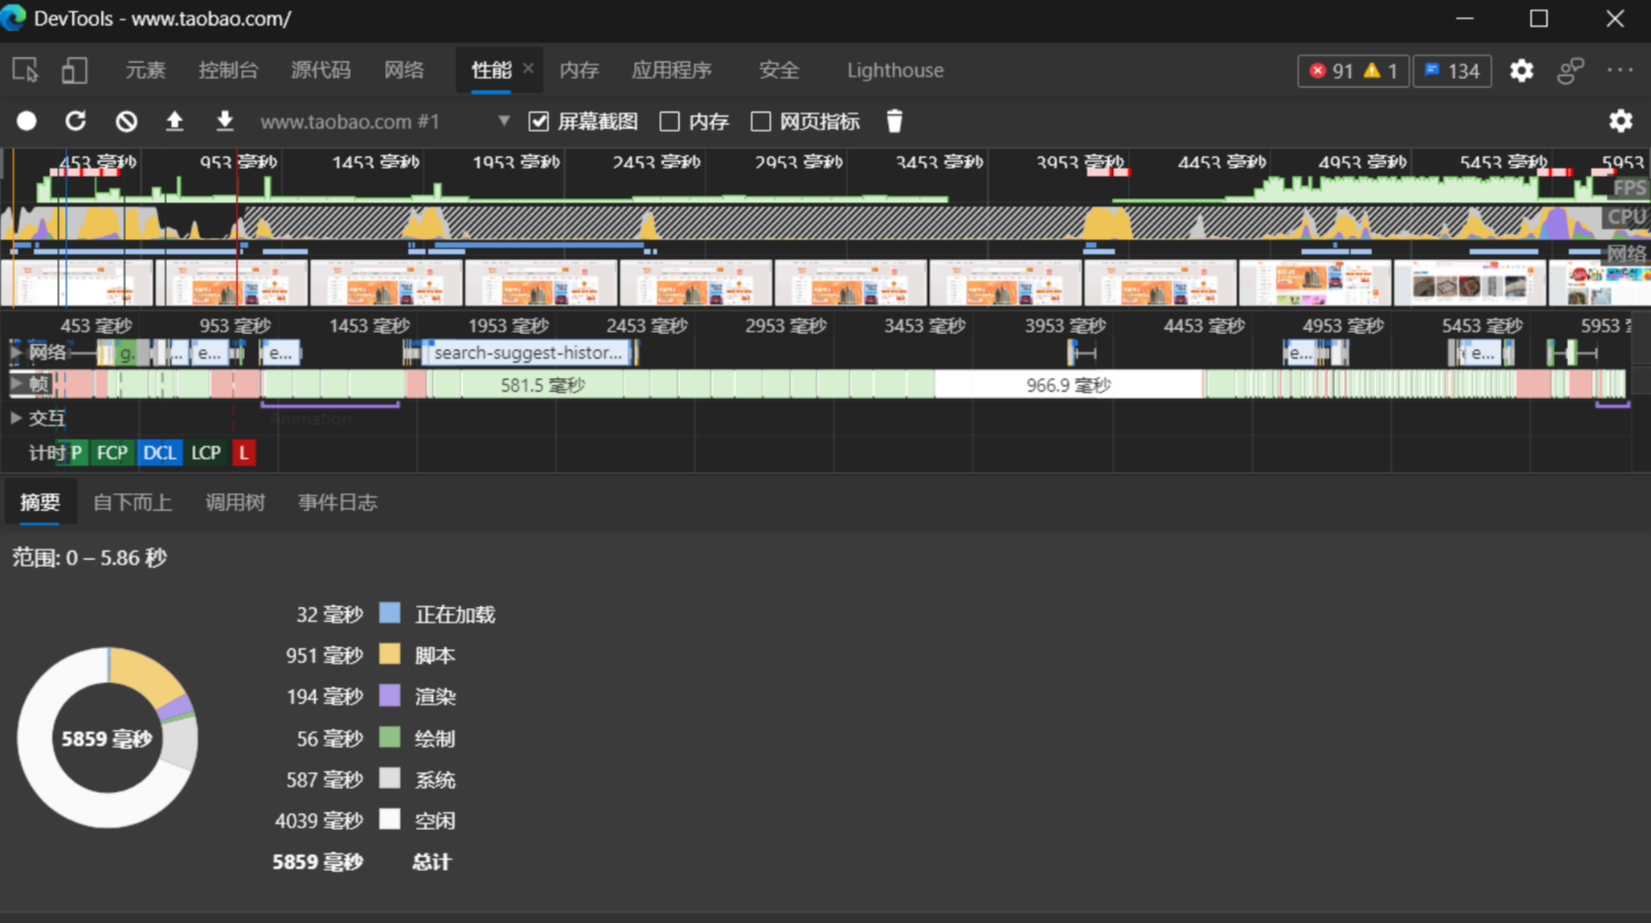 DevTools - www.taobao.com/
元素 控制台 源代码 网络 性能 内存 应用程序 安全 Lighthouse 91 1 134
www.taobao.com #1 屏幕截图 内存 网页指标
453 毫秒 953 毫秒 1453 毫秒 1953 毫秒 2453 毫秒 2953 毫秒 3453 毫秒 3953 毫秒 4453 毫秒 4953 毫秒 5453 毫秒 5953
FPS
CPU
网络
453 毫秒 953 毫秒 1453 毫秒 1953 毫秒 2453 毫秒 2953 毫秒 3453 毫秒 3953 毫秒 4453 毫秒 4953 毫秒 5453 毫秒 5953
网络 g. ... e... e... search-suggest-histor... e... e...
帧 581.5 毫秒 966.9 毫秒
交互 Animation
计时 P FCP DCL LCP L
摘要 自下而上 调用树 事件日志
范围: 0 – 5.86 秒
32 毫秒 正在加载
951 毫秒 脚本
194 毫秒 渲染
5859 毫秒
56 毫秒 绘制
587 毫秒 系统
4039 毫秒 空闲
5859 毫秒 总计